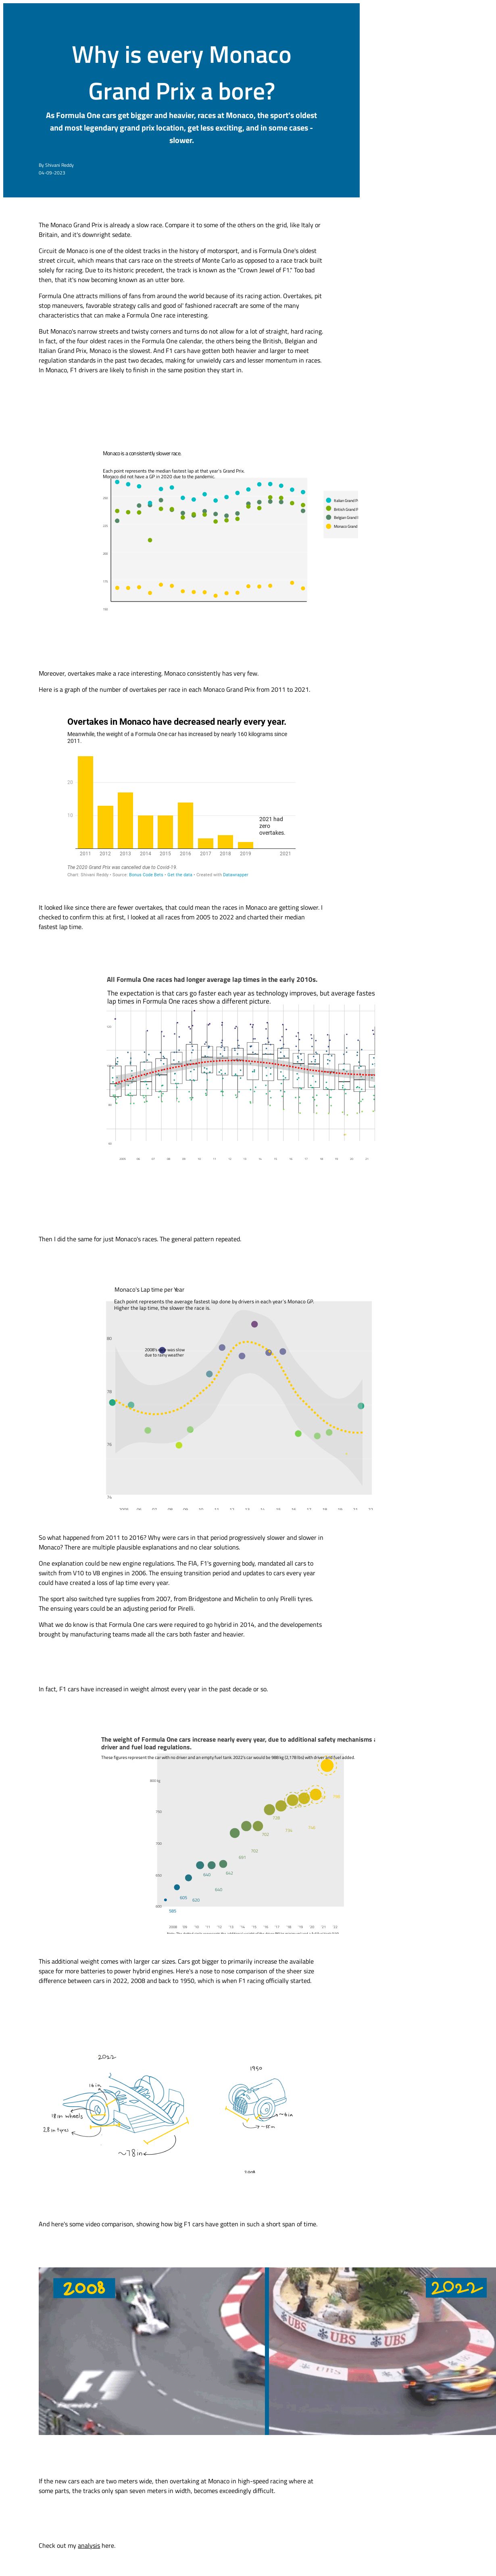 Why is every Monaco
Grand Prix a bore?
As Formula One cars get bigger and heavier, races at Monaco, the sport's oldest
and most legendary grand prix location, get less exciting, and in some cases -
slower.
By Shivani Reddy
04-09-2023
The Monaco Grand Prix is already a slow race. Compare it to some of the others on the grid, like Italy or
Britain, and it's downright sedate.
Circuit de Monaco is one of the oldest tracks in the history of motorsport, and is Formula One's oldest
street circuit, which means that cars race on the streets of Monte Carlo as opposed to a race track built
solely for racing. Due to its historic precedent, the track is known as the "Crown Jewel of F1." Too bad
then, that it's now becoming known as an utter bore.
Formula One attracts millions of fans from around the world because of its racing action. Overtakes, pit
stop maneuvers, favorable strategy calls and good ol' fashioned racecraft are some of the many
characteristics that can make a Formula One race interesting.
But Monaco's narrow streets and twisty corners and turns do not allow for a lot of straight, hard racing.
In fact, of the four oldest races in the Formula One calendar, the others being the British, Belgian and
Italian Grand Prix, Monaco is the slowest. And F1 cars have gotten both heavier and larger to meet
regulation standards in the past two decades, making for unwieldy cars and lesser momentum in races.
In Monaco, F1 drivers are likely to finish in the same position they start in.
Monaco is a consistently slower race.
Each point represents the median fastest lap at that year's Grand Prix.
Monaco did not have a GP in 2020 due to the pandemic.
Italian Grand P
British Grand P
Belgian Grand
Monaco Grand
Moreover, overtakes make a race interesting. Monaco consistently has very few.
Here is a graph of the number of overtakes per race in each Monaco Grand Prix from 2011 to 2021.
Overtakes in Monaco have decreased nearly every year.
Meanwhile, the weight of a Formula One car has increased by nearly 160 kilograms since
2011.
20
10
2021 had
zero
overtakes.
2011 2012 2013 2014 2015 2016 2017 2018 2019 2021
The 2020 Grand Prix was cancelled due to Covid-19.
Chart: Shivani Reddy • Source: Bonus Code Bets • Get the data • Created with Datawrapper
It looked like since there are fewer overtakes, that could mean the races in Monaco are getting slower. I
checked to confirm this: at first, I looked at all races from 2005 to 2022 and charted their median
fastest lap time.
All Formula One races had longer average lap times in the early 2010s.
The expectation is that cars go faster each year as technology improves, but average fastes
lap times in Formula One races show a different picture.
Then I did the same for just Monaco's races. The general pattern repeated.
Monaco's Lap time per Year
Each point represents the average fastest lap done by drivers in each year's Monaco GP.
Higher the lap time, the slower the race is.
80
2008's race was slow
due to rainy weather
78
76
74
So what happened from 2011 to 2016? Why were cars in that period progressively slower and slower in
Monaco? There are multiple plausible explanations and no clear solutions.
One explanation could be new engine regulations. The FIA, F1's governing body, mandated all cars to
switch from V10 to V8 engines in 2006. The ensuing transition period and updates to cars every year
could have created a loss of lap time every year.
The sport also switched tyre supplies from 2007, from Bridgestone and Michelin to only Pirelli tyres.
The ensuing years could be an adjusting period for Pirelli.
What we do know is that Formula One cars were required to go hybrid in 2014, and the developements
brought by manufacturing teams made all the cars both faster and heavier.
In fact, F1 cars have increased in weight almost every year in the past decade or so.
The weight of Formula One cars increase nearly every year, due to additional safety mechanisms a
driver and fuel load regulations.
These figures represent the car with no driver and an empty fuel tank. 2022's car would be 988 kg (2,178 lbs) with driver and fuel added.
585
605
620
640
640
642
691
702
702
2008 '09 '10 '11 '12 '13 '14 '15 '16 '17 '18 '19 '20 '21 '22
This additional weight comes with larger car sizes. Cars got bigger to primarily increase the available
space for more batteries to power hybrid engines. Here's a nose to nose comparison of the sheer size
difference between cars in 2022, 2008 and back to 1950, which is when F1 racing officially started.
2022
16 in
18 in wheels
28 in tyres
~78 in
1950
And here's some video comparison, showing how big F1 cars have gotten in such a short span of time.
2008
2022
F1
UBS
UBS
UBS
If the new cars each are two meters wide, then overtaking at Monaco in high-speed racing where at
some parts, the tracks only span seven meters in width, becomes exceedingly difficult.
Check out my analysis here.